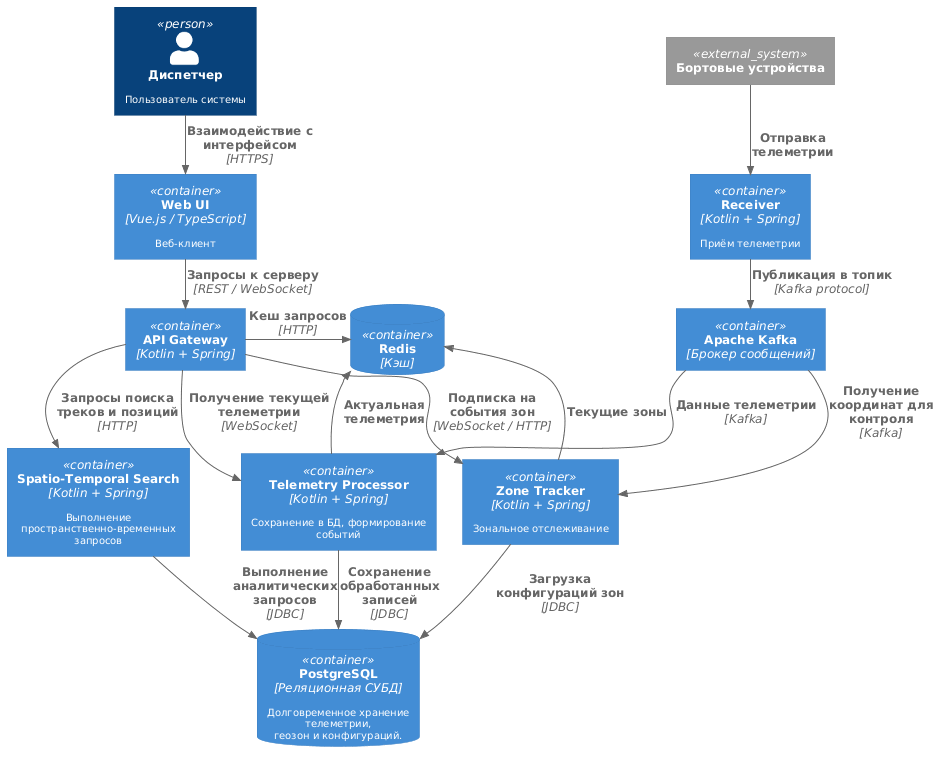 «person»
Диспетчер
Пользователь системы
«external_system»
Бортовые устройства
Взаимодействие с
интерфейсом
[HTTPS]
Отправка
телеметрии
«container»
Web UI
[Vue.js / TypeScript]
Веб-клиент
«container»
Receiver
[Kotlin + Spring]
Приём телеметрии
Запросы к серверу
[REST / WebSocket]
Публикация в топик
[Kafka protocol]
«container»
API Gateway
[Kotlin + Spring]
Кеш запросов
[HTTP]
«container»
Redis
[Кэш]
«container»
Apache Kafka
[Брокер сообщений]
Запросы поиска
треков и позиций
[HTTP]
Получение текущей
телеметрии
[WebSocket]
Актуальная
телеметрия
Подписка на
события зон
[WebSocket / HTTP]
Текущие зоны
Данные телеметрии
[Kafka]
Получение
координат для
контроля
[Kafka]
«container»
Spatio-Temporal Search
[Kotlin + Spring]
Выполнение
пространственно-временных
запросов
«container»
Telemetry Processor
[Kotlin + Spring]
Сохранение в БД, формирование
событий
«container»
Zone Tracker
[Kotlin + Spring]
Зональное отслеживание
Выполнение
аналитических
запросов
[JDBC]
Сохранение
обработанных
записей
[JDBC]
Загрузка
конфигураций зон
[JDBC]
«container»
PostgreSQL
[Реляционная СУБД]
Долговременное хранение
телеметрии,
геозон и конфигураций.